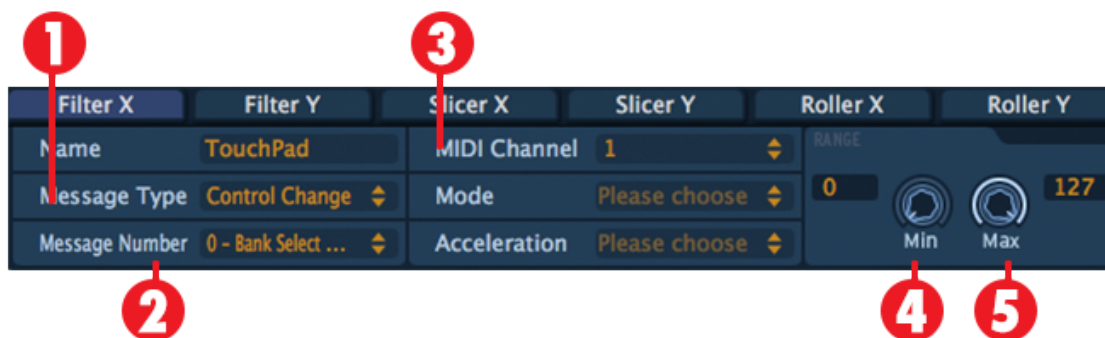 1 3
Filter X Filter Y Slicer X Slicer Y Roller X Roller Y
Name TouchPad MIDI Channel 1 RANGE
Message Type Control Change Mode Please choose 0 127
Min Max
Message Number 0 - Bank Select ... Acceleration Please choose
2 4 5